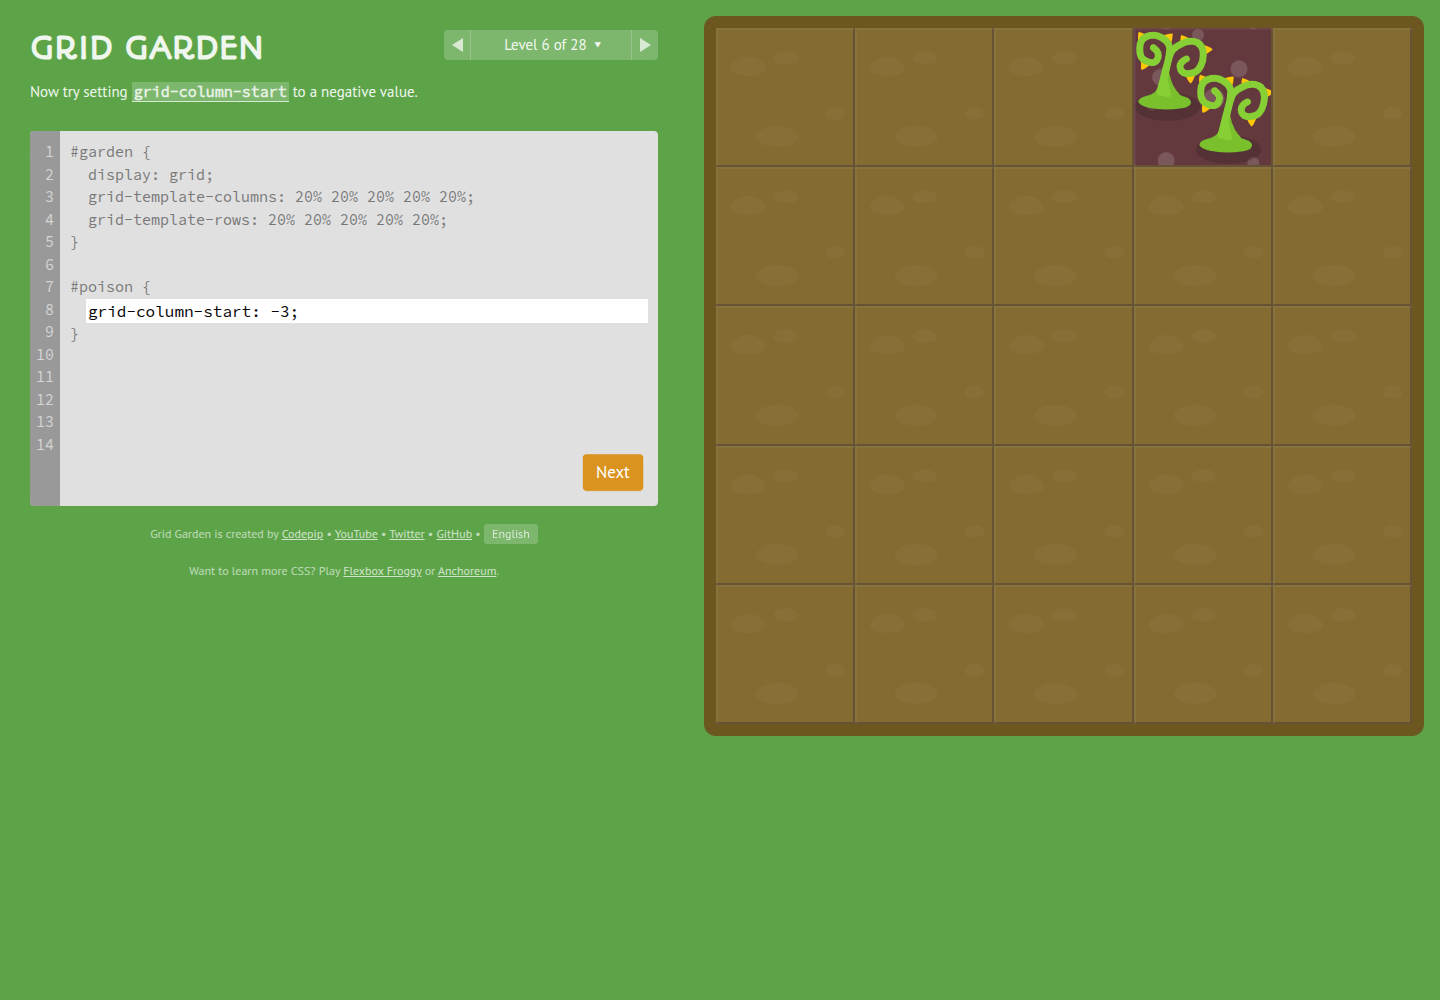 GRID GARDEN
Level 6 of 28 ▼
Now try setting grid-column-start to a negative value.
1 #garden {
2 display: grid;
3 grid-template-columns: 20% 20% 20% 20% 20%;
4 grid-template-rows: 20% 20% 20% 20% 20%;
5 }
6
7 #poison {
8 grid-column-start: -3;
9 }
10
11
12
13
14
Next
Grid Garden is created by Codepip • YouTube • Twitter • GitHub • English
Want to learn more CSS? Play Flexbox Froggy or Anchoreum.